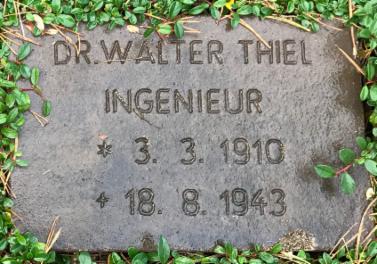 DR. WALTER THIEL
INGENIEUR
* 3. 3. 1910
+ 18. 8. 1943